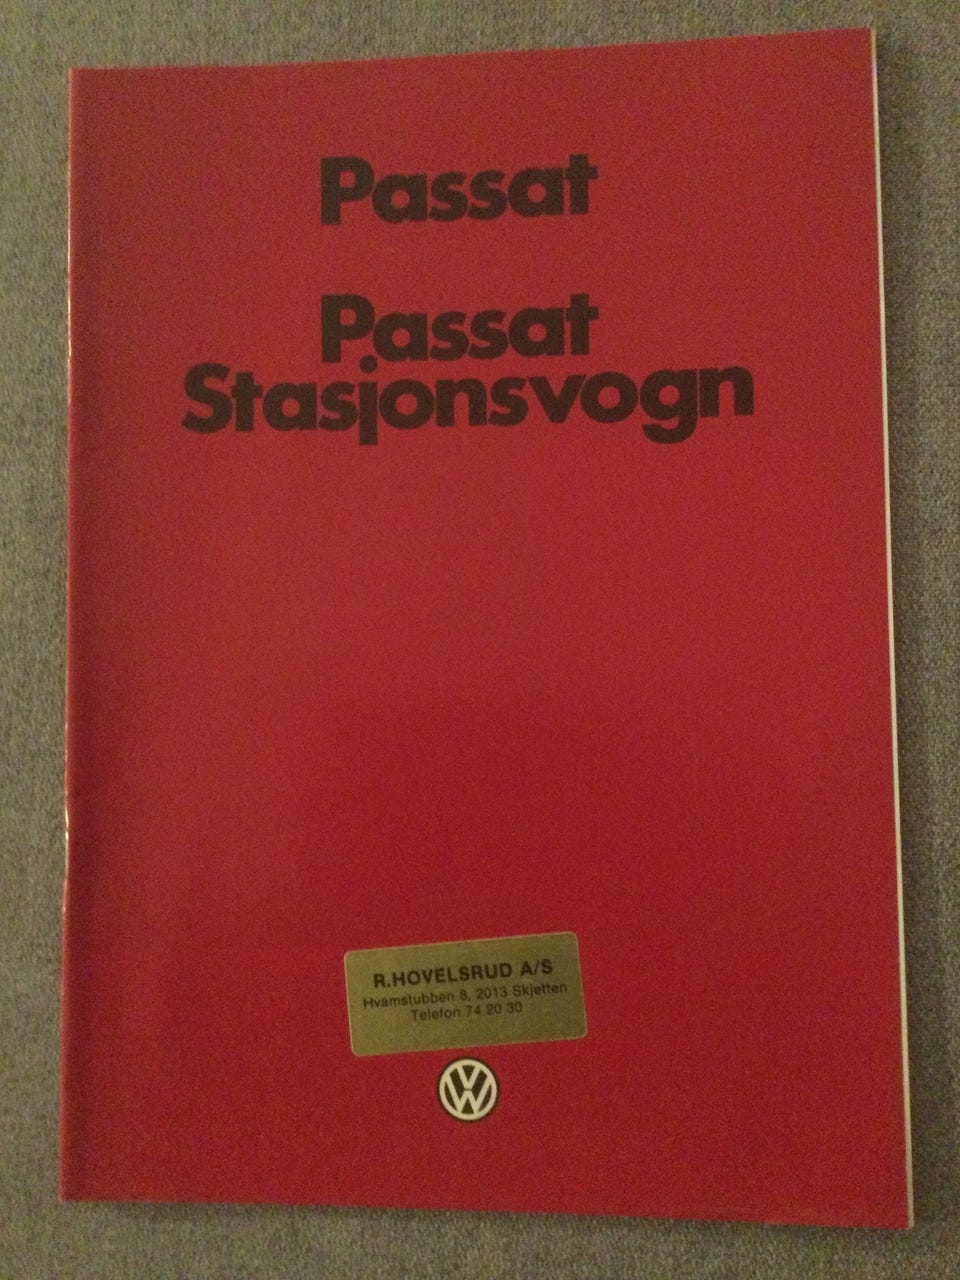 Passat
Passat
Stasjonsvogn
R.HOVELSRUD A/S
Hvamstubben 8, 2013 Skjetten
Telefon 74 20 30
VW